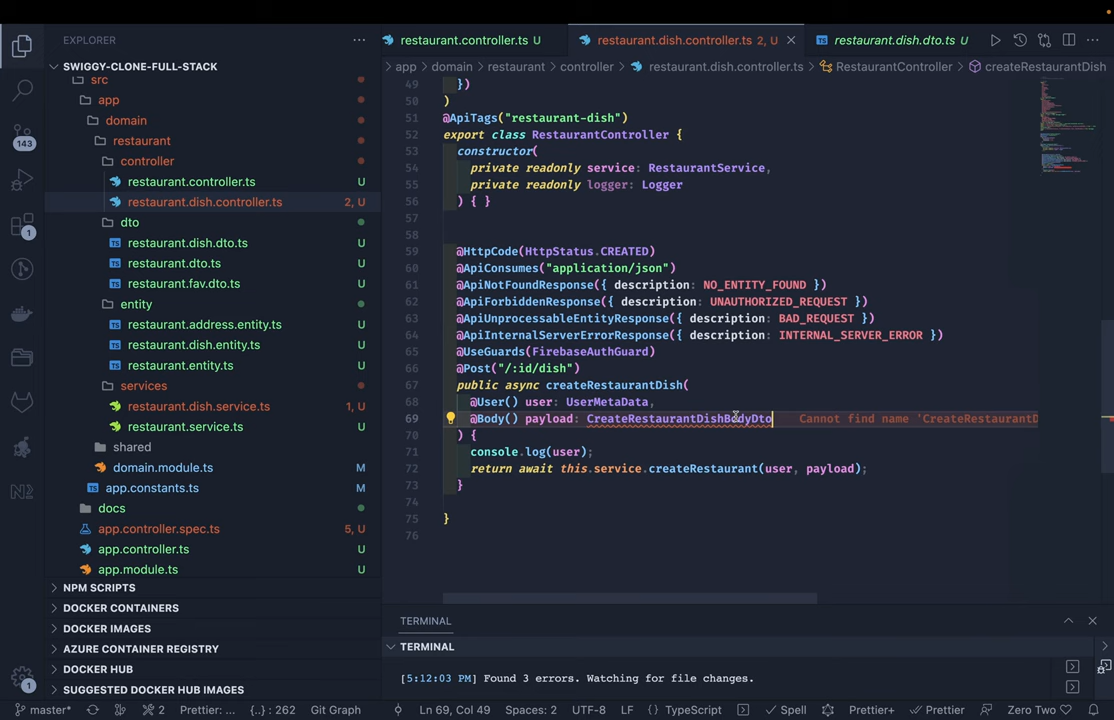 EXPLORER
SWIGGY-CLONE-FULL-STACK
src
app
domain
restaurant
controller
restaurant.controller.ts U
restaurant.dish.controller.ts 2, U
dto
restaurant.dish.dto.ts U
restaurant.dto.ts U
restaurant.fav.dto.ts U
entity
restaurant.address.entity.ts U
restaurant.dish.entity.ts U
restaurant.entity.ts U
services
restaurant.dish.service.ts 1, U
restaurant.service.ts U
shared
domain.module.ts M
app.constants.ts M
docs
app.controller.spec.ts 5, U
app.controller.ts U
app.module.ts U
NPM SCRIPTS
DOCKER CONTAINERS
DOCKER IMAGES
AZURE CONTAINER REGISTRY
DOCKER HUB
SUGGESTED DOCKER HUB IMAGES
143
1
1
restaurant.controller.ts U
restaurant.dish.controller.ts 2, U
restaurant.dish.dto.ts U
app > domain > restaurant > controller > restaurant.dish.controller.ts > RestaurantController > createRestaurantDish
49 })
50 )
51 @ApiTags("restaurant-dish")
52 export class RestaurantController {
53 constructor(
54 private readonly service: RestaurantService,
55 private readonly logger: Logger
56 ) { }
57
58
59 @HttpCode(HttpStatus.CREATED)
60 @ApiConsumes("application/json")
61 @ApiNotFoundResponse({ description: NO_ENTITY_FOUND })
62 @ApiForbiddenResponse({ description: UNAUTHORIZED_REQUEST })
63 @ApiUnprocessableEntityResponse({ description: BAD_REQUEST })
64 @ApiInternalServerErrorResponse({ description: INTERNAL_SERVER_ERROR })
65 @UseGuards(FirebaseAuthGuard)
66 @Post("/:id/dish")
67 public async createRestaurantDish(
68 @User() user: UserMetaData,
69 @Body() payload: CreateRestaurantDishBodyDto Cannot find name 'CreateRestaurantD
70 ) {
71 console.log(user);
72 return await this.service.createRestaurant(user, payload);
73 }
74
75 }
76
TERMINAL
TERMINAL
[5:12:03 PM] Found 3 errors. Watching for file changes.
master* 2 Prettier: ... {..} : 262 Git Graph Ln 69, Col 49 Spaces: 2 UTF-8 LF {} TypeScript Spell Prettier+ Prettier Zero Two